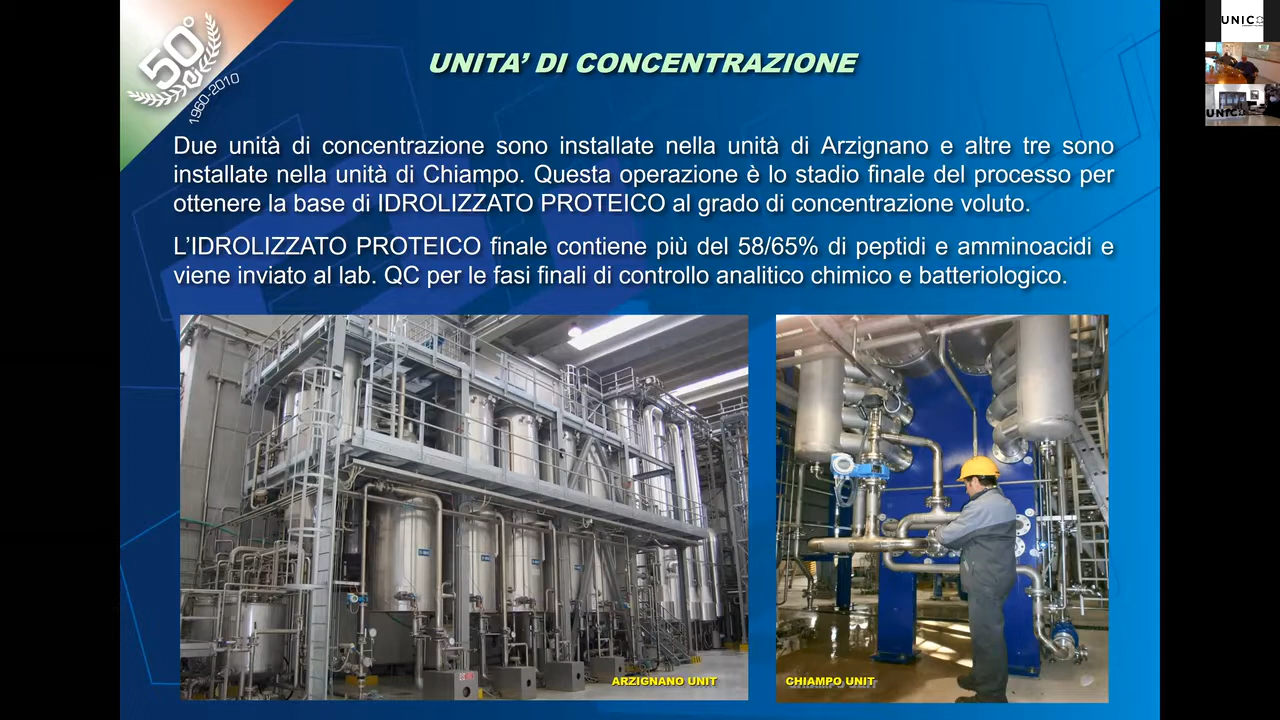 50°
1960-2010
UNITA’ DI CONCENTRAZIONE
Due unità di concentrazione sono installate nella unità di Arzignano e altre tre sono
installate nella unità di Chiampo. Questa operazione è lo stadio finale del processo per
ottenere la base di IDROLIZZATO PROTEICO al grado di concentrazione voluto.
L’IDROLIZZATO PROTEICO finale contiene più del 58/65% di peptidi e amminoacidi e
viene inviato al lab. QC per le fasi finali di controllo analitico chimico e batteriologico.
ARZIGNANO UNIT
CHIAMPO UNIT
UNICO
UNICO